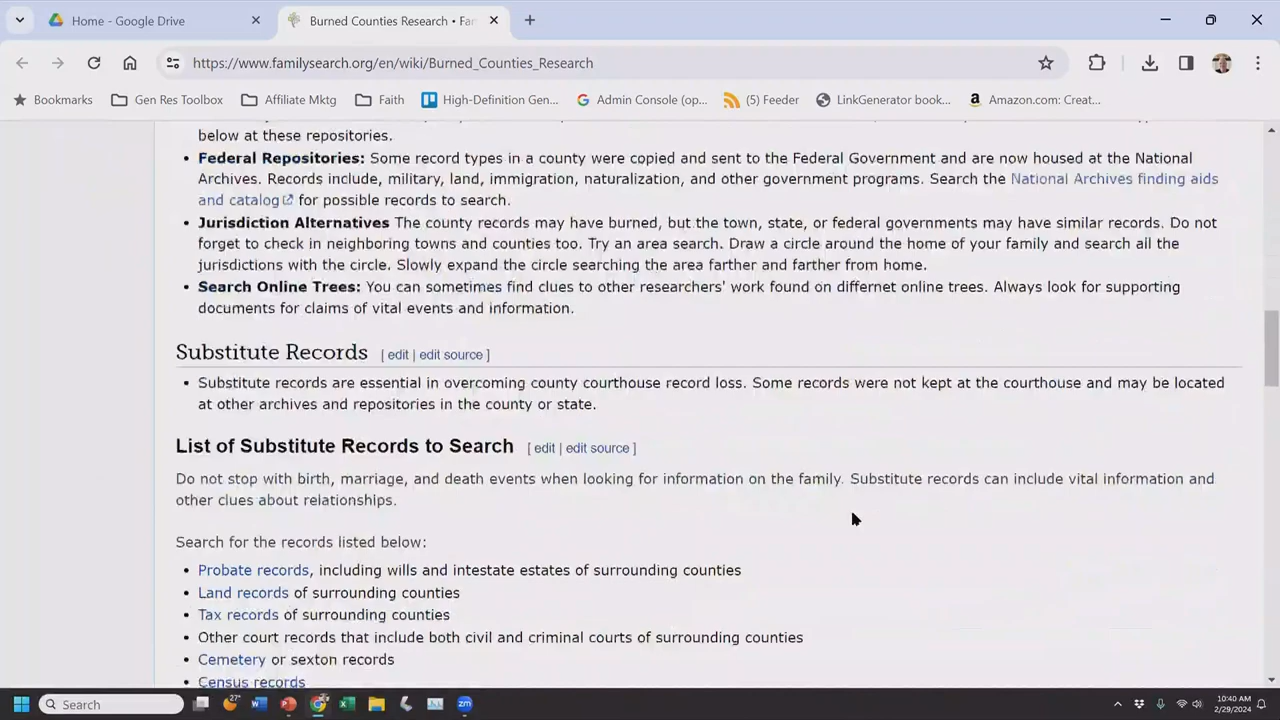 Home - Google Drive
Burned Counties Research • Fam
https://www.familysearch.org/en/wiki/Burned_Counties_Research
Bookmarks Gen Res Toolbox Affiliate Mktg Faith High-Definition Gen... Admin Console (op... (5) Feeder LinkGenerator book... Amazon.com: Creat...
below at these repositories.
• Federal Repositories: Some record types in a county were copied and sent to the Federal Government and are now housed at the National
Archives. Records include, military, land, immigration, naturalization, and other government programs. Search the National Archives finding aids
and catalog for possible records to search.
• Jurisdiction Alternatives The county records may have burned, but the town, state, or federal governments may have similar records. Do not
forget to check in neighboring towns and counties too. Try an area search. Draw a circle around the home of your family and search all the
jurisdictions with the circle. Slowly expand the circle searching the area farther and farther from home.
• Search Online Trees: You can sometimes find clues to other researchers' work found on differnet online trees. Always look for supporting
documents for claims of vital events and information.
Substitute Records [ edit | edit source ]
• Substitute records are essential in overcoming county courthouse record loss. Some records were not kept at the courthouse and may be located
at other archives and repositories in the county or state.
List of Substitute Records to Search [ edit | edit source ]
Do not stop with birth, marriage, and death events when looking for information on the family. Substitute records can include vital information and
other clues about relationships.
Search for the records listed below:
• Probate records, including wills and intestate estates of surrounding counties
• Land records of surrounding counties
• Tax records of surrounding counties
• Other court records that include both civil and criminal courts of surrounding counties
• Cemetery or sexton records
• Census records
Search
27°
10:40 AM
2/29/2024